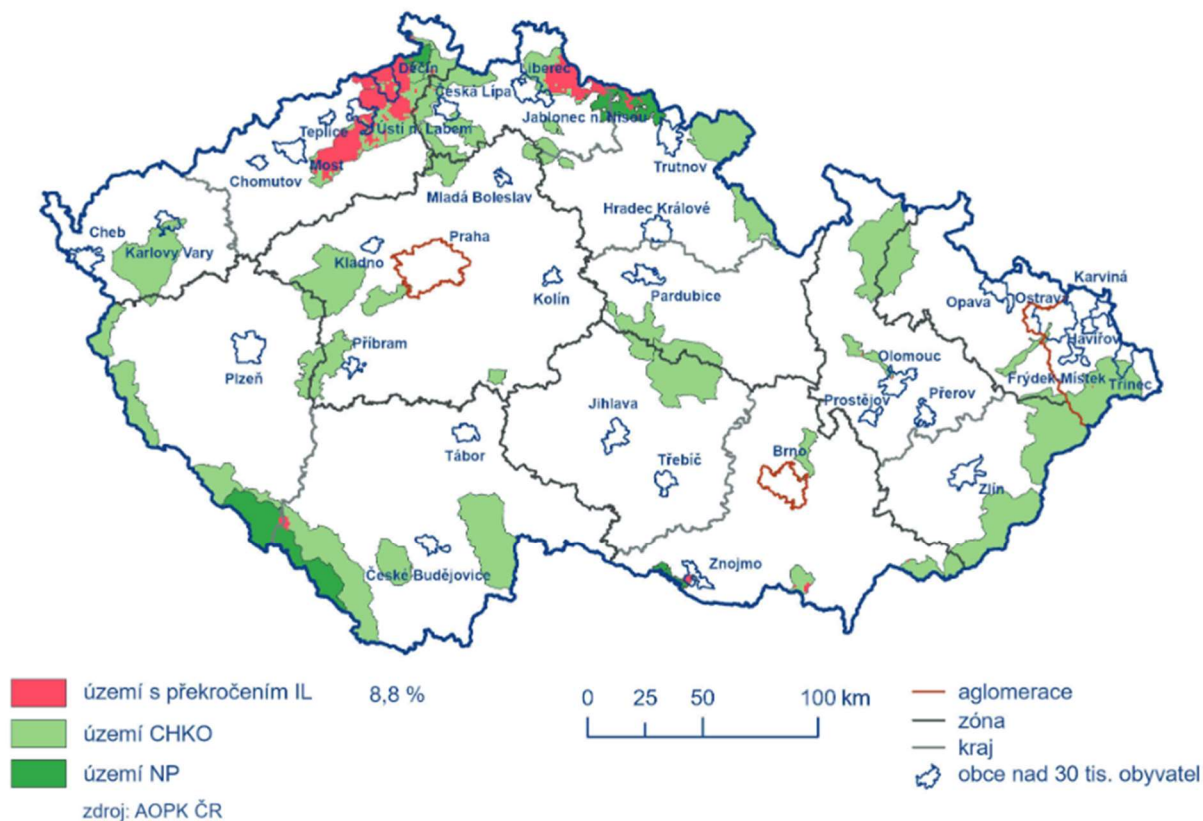 Děčín
Liberec
Česká Lípa
Teplice
Ústí n. Labem
Jablonec n. Nisou
Most
Trutnov
Chomutov
Mladá Boleslav
Hradec Králové
Cheb
Karlovy Vary
Praha
Kladno
Kolín
Pardubice
Karviná
Opava
Ostrava
Havířov
Příbram
Plzeň
Olomouc
Frýdek-Místek
Třinec
Prostějov
Přerov
Jihlava
Tábor
Třebíč
Brno
Zlín
České Budějovice
Znojmo
území s překročením IL 8,8 %
území CHKO
území NP
zdroj: AOPK ČR
0 25 50 100 km
aglomerace
zóna
kraj
obce nad 30 tis. obyvatel